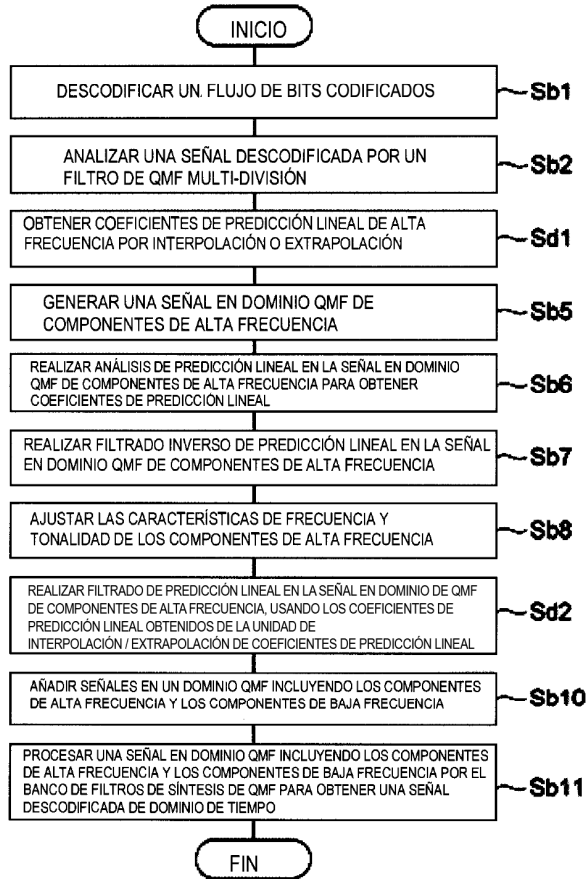 INICIO
DESCODIFICAR UN. FLUJO DE BITS CODIFICADOS
Sb1
ANALIZAR UNA SEÑAL DESCODIFICADA POR UN
FILTRO DE QMF MULTI-DIVISIÓN
Sb2
OBTENER COEFICIENTES DE PREDICCIÓN LINEAL DE ALTA
FRECUENCIA POR INTERPOLACIÓN O EXTRAPOLACIÓN
Sd1
GENERAR UNA SEÑAL EN DOMINIO QMF DE
COMPONENTES DE ALTA FRECUENCIA
Sb5
REALIZAR ANÁLISIS DE PREDICCIÓN LINEAL EN LA SEÑAL EN DOMINIO
QMF DE COMPONENTES DE ALTA FRECUENCIA PARA OBTENER
COEFICIENTES DE PREDICCIÓN LINEAL
Sb6
REALIZAR FILTRADO INVERSO DE PREDICCIÓN LINEAL EN LA SEÑAL
EN DOMINIO QMF DE COMPONENTES DE ALTA FRECUENCIA
Sb7
AJUSTAR LAS CARACTERÍSTICAS DE FRECUENCIA Y
TONALIDAD DE LOS COMPONENTES DE ALTA FRECUENCIA
Sb8
REALIZAR FILTRADO DE PREDICCIÓN LINEAL EN LA SEÑAL EN DOMINIO DE QMF
DE COMPONENTES DE ALTA FRECUENCIA, USANDO LOS COEFICIENTES DE
PREDICCIÓN LINEAL OBTENIDOS DE LA UNIDAD DE
INTERPOLACIÓN / EXTRAPOLACIÓN DE COEFICIENTES DE PREDICCIÓN LINEAL
Sd2
AÑADIR SEÑALES EN UN DOMINIO QMF INCLUYENDO LOS COMPONENTES
DE ALTA FRECUENCIA Y LOS COMPONENTES DE BAJA FRECUENCIA
Sb10
PROCESAR UNA SEÑAL EN DOMINIO QMF INCLUYENDO LOS COMPONENTES
DE ALTA FRECUENCIA Y LOS COMPONENTES DE BAJA FRECUENCIA POR EL
BANCO DE FILTROS DE SÍNTESIS DE QMF PARA OBTENER UNA SEÑAL
DESCODIFICADA DE DOMINIO DE TIEMPO
Sb11
FIN